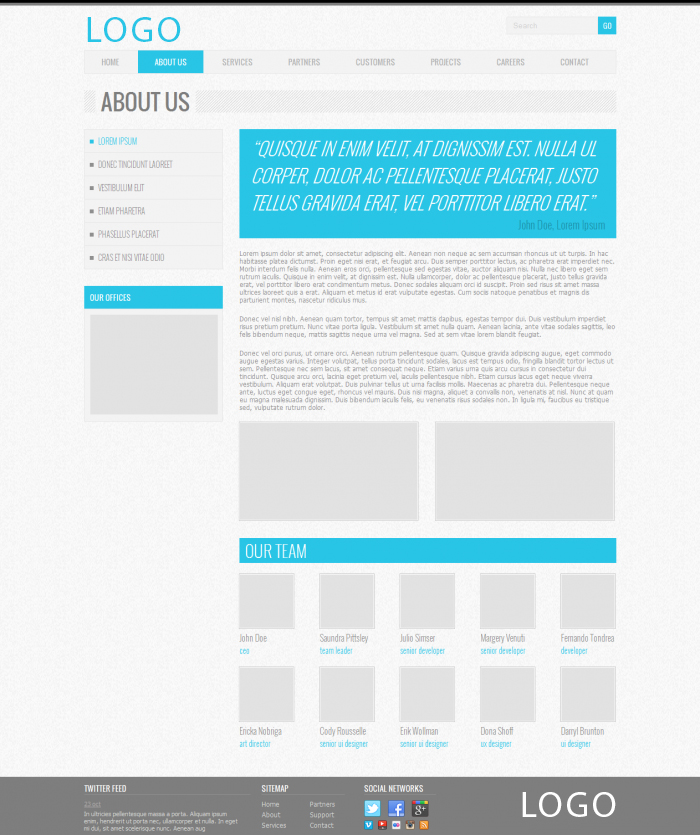 LOGO
Search
GO
HOME
ABOUT US
SERVICES
PARTNERS
CUSTOMERS
PROJECTS
CAREERS
CONTACT
ABOUT US
LOREM IPSUM
DONEC TINCIDUNT LAOREET
VESTIBULUM ELIT
ETIAM PHARETRA
PHASELLUS PLACERAT
CRAS ET NISI VITAE ODIO
OUR OFFICES
“QUISQUE IN ENIM VELIT, AT DIGNISSIM EST. NULLA UL
CORPER, DOLOR AC PELLENTESQUE PLACERAT, JUSTO
TELLUS GRAVIDA ERAT, VEL PORTTITOR LIBERO ERAT.”
John Doe, Lorem Ipsum
Lorem ipsum dolor sit amet, consectetur adipiscing elit. Aenean non neque ac sem accumsan rhoncus ut ut turpis. In hac
habitasse platea dictumst. Proin eget nisi erat, et feugiat arcu. Duis semper porttitor lectus, ac pharetra erat imperdiet nec.
Morbi interdum felis nulla. Aenean eros orci, pellentesque sed egestas vitae, auctor aliquam nisi. Nulla nec libero eget sem
rutrum iaculis. Quisque in velit, at dignissim est. Nulla ullamcorper, dolor ac pellentesque placerat, justo tellus gravida
erat, vel porttitor libero erat condimentum metus. Donec sodales aliquam orci id suscipit. Proin sed risus sit amet massa
ultrices laoreet quis a erat. Aliquam et metus id erat vulputate egestas. Cum sociis natoque penatibus et magnis dis
parturient montes, nascetur ridiculus mus.
Donec vel nisl nibh. Aenean quam tortor, tempus sit amet mattis dapibus, egestas tempor dui. Duis vestibulum imperdiet
risus pretium pretium. Nunc vitae porta ligula. Vestibulum sit amet nulla quam. Aenean lacinia, ante vitae sodales sagittis, leo
felis bibendum neque, mattis sagittis neque urna vel magna. Sed at sem vitae lorem blandit feugiat.
Donec vel orci purus, ut ornare orci. Aenean rutrum pellentesque quam. Quisque gravida adipiscing augue, eget commodo
augue egestas varius. Integer volutpat, tellus porta tincidunt sodales, lacus est tempus odio, fringilla blandit tortor lectus ut
sem. Pellentesque nec sem lacus, sit amet consequat neque. Etiam varius urna quis arcu cursus in consectetur dui
tincidunt. Quisque arcu orci, lacinia eget pretium vel, iaculis pellentesque nibh. Etiam cursus lacus eget neque viverra
vestibulum. Aliquam erat volutpat. Duis pulvinar tellus ut urna facilisis mollis. Maecenas ac pharetra dui. Pellentesque neque
ante, luctus eget congue eget, rhoncus vel mauris. Duis nisi magna, aliquet a convallis non, venenatis at nisl. Nunc at quam
eu magna malesuada dignissim. Duis bibendum iaculis felis, eu venenatis risus sodales non. In ligula mi, faucibus eu tristique
sed, vulputate rutrum dolor.
OUR TEAM
John Doe
ceo
Saundra Pittsley
team leader
Julio Simser
senior developer
Margery Venuti
senior developer
Fernando Tondrea
developer
Ericka Nobriga
art director
Cody Rousselle
senior ui designer
Erik Wollman
senior ui designer
Dona Shoff
ux designer
Darryl Brunton
ui designer
TWITTER FEED
In ultricies pellentesque massa a porta. Aliquam ipsum
enim, hendrerit ut porta nec, ullamcorper et nulla. In eget
mi dui, sit amet scelerisque nunc. Aenean aug
SITEMAP
Home
About
Services
Partners
Support
Contact
SOCIAL NETWORKS
LOGO